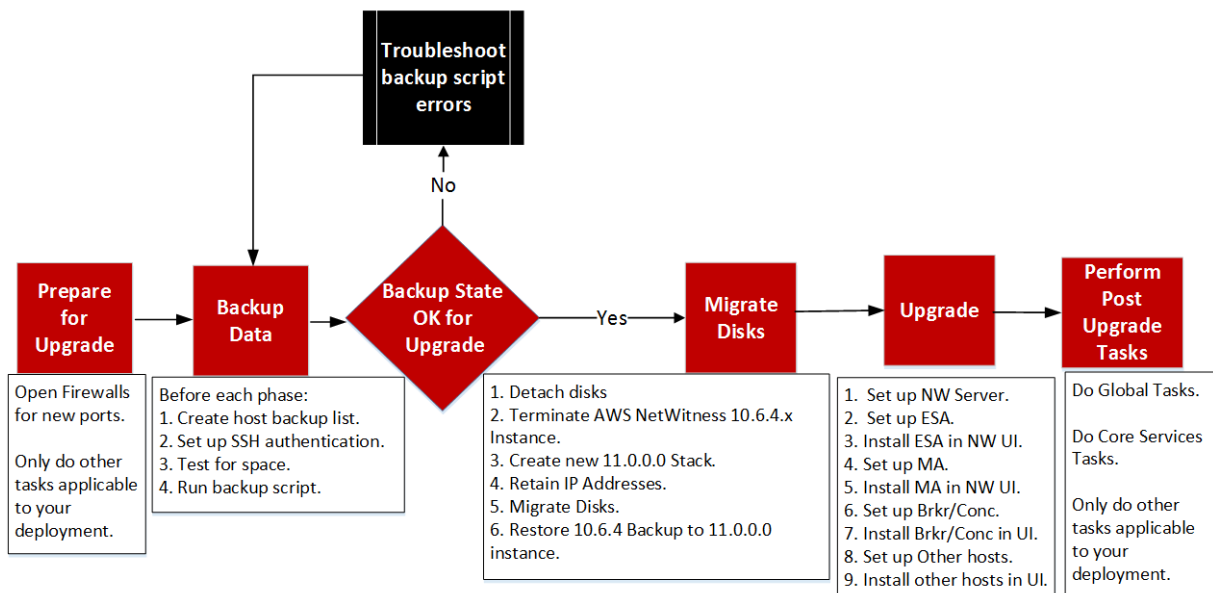 Troubleshoot
backup script
errors
No
Prepare
for
Upgrade
Backup
Data
Backup State
OK for
Upgrade
Yes
Migrate
Disks
Upgrade
Perform
Post
Upgrade
Tasks
Open Firewalls
for new ports.
Only do other
tasks applicable
to your
deployment.
Before each phase:
1. Create host backup list.
2. Set up SSH authentication.
3. Test for space.
4. Run backup script.
1. Detach disks
2. Terminate AWS NetWitness 10.6.4.x
Instance.
3. Create new 11.0.0.0 Stack.
4. Retain IP Addresses.
5. Migrate Disks.
6. Restore 10.6.4 Backup to 11.0.0.0
instance.
1. Set up NW Server.
2. Set up ESA.
3. Install ESA in NW UI.
4. Set up MA.
5. Install MA in NW UI.
6. Set up Brkr/Conc.
7. Install Brkr/Conc in UI.
8. Set up Other hosts.
9. Install other hosts in UI.
Do Global Tasks.
Do Core Services
Tasks.
Only do other
tasks applicable
to your
deployment.